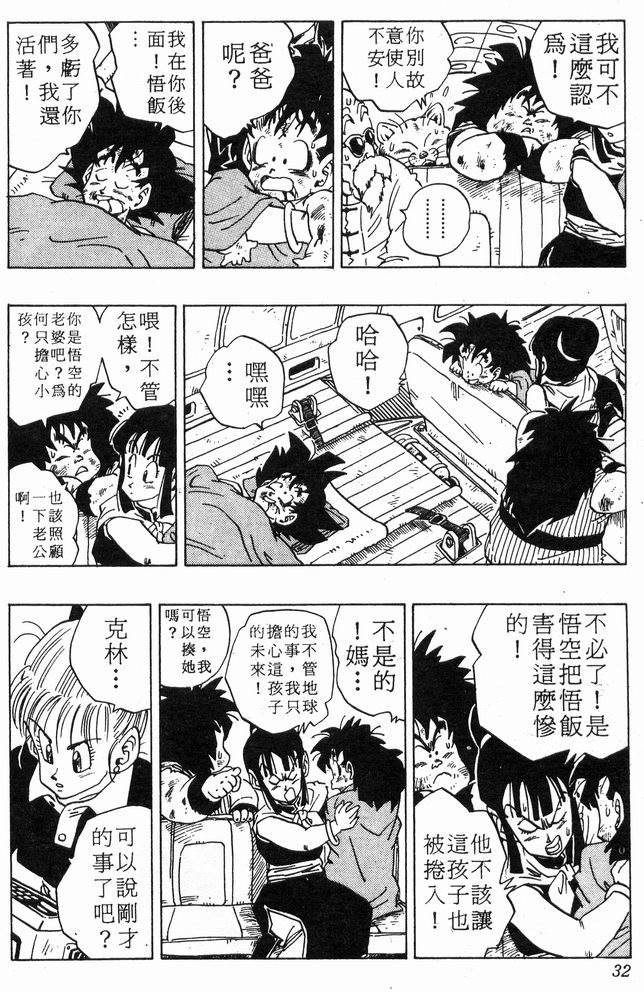 我可不
這麼認
為！
你別故
意使人
不安！
⋯⋯
爸爸
呢？
我在你後
面！悟飯
⋯
多虧了你
們，我還
活著！
哈哈！
嘿嘿
⋯
喂！不管
怎樣，
你是悟空的
老婆吧？為
何只擔心小
孩？
也該照顧
一下老公
啊！
不必了！是
悟空把悟飯
害得這麼慘
的！
他不該讓
這孩子也
被捲入！
不是的
！媽⋯
我不管地球
的事，我只
擔心這孩子
的未來！
悟空，我
可以揍她
嗎？
克林⋯
可以說剛才
的事了吧？
32